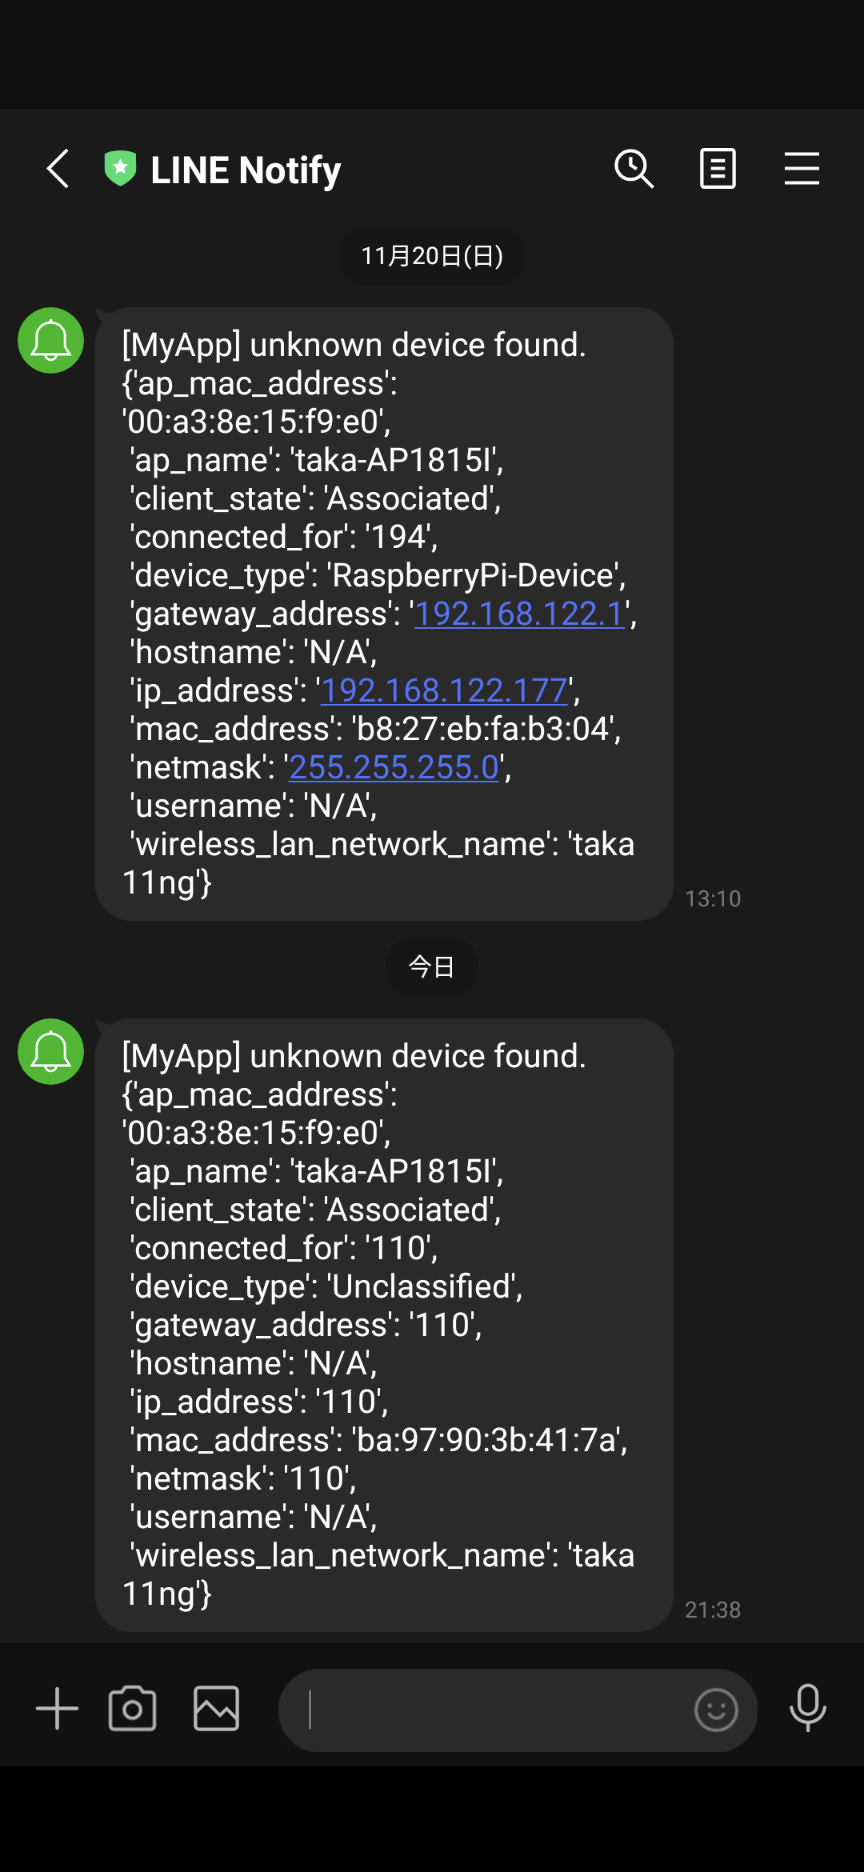 LINE Notify
11月20日(日)
[MyApp] unknown device found.
{'ap_mac_address':
'00:a3:8e:15:f9:e0',
'ap_name': 'taka-AP1815I',
'client_state': 'Associated',
'connected_for': '194',
'device_type': 'RaspberryPi-Device',
'gateway_address': '192.168.122.1',
'hostname': 'N/A',
'ip_address': '192.168.122.177',
'mac_address': 'b8:27:eb:fa:b3:04',
'netmask': '255.255.255.0',
'username': 'N/A',
'wireless_lan_network_name': 'taka
11ng'}
13:10
今日
[MyApp] unknown device found.
{'ap_mac_address':
'00:a3:8e:15:f9:e0',
'ap_name': 'taka-AP1815I',
'client_state': 'Associated',
'connected_for': '110',
'device_type': 'Unclassified',
'gateway_address': '110',
'hostname': 'N/A',
'ip_address': '110',
'mac_address': 'ba:97:90:3b:41:7a',
'netmask': '110',
'username': 'N/A',
'wireless_lan_network_name': 'taka
11ng'}
21:38